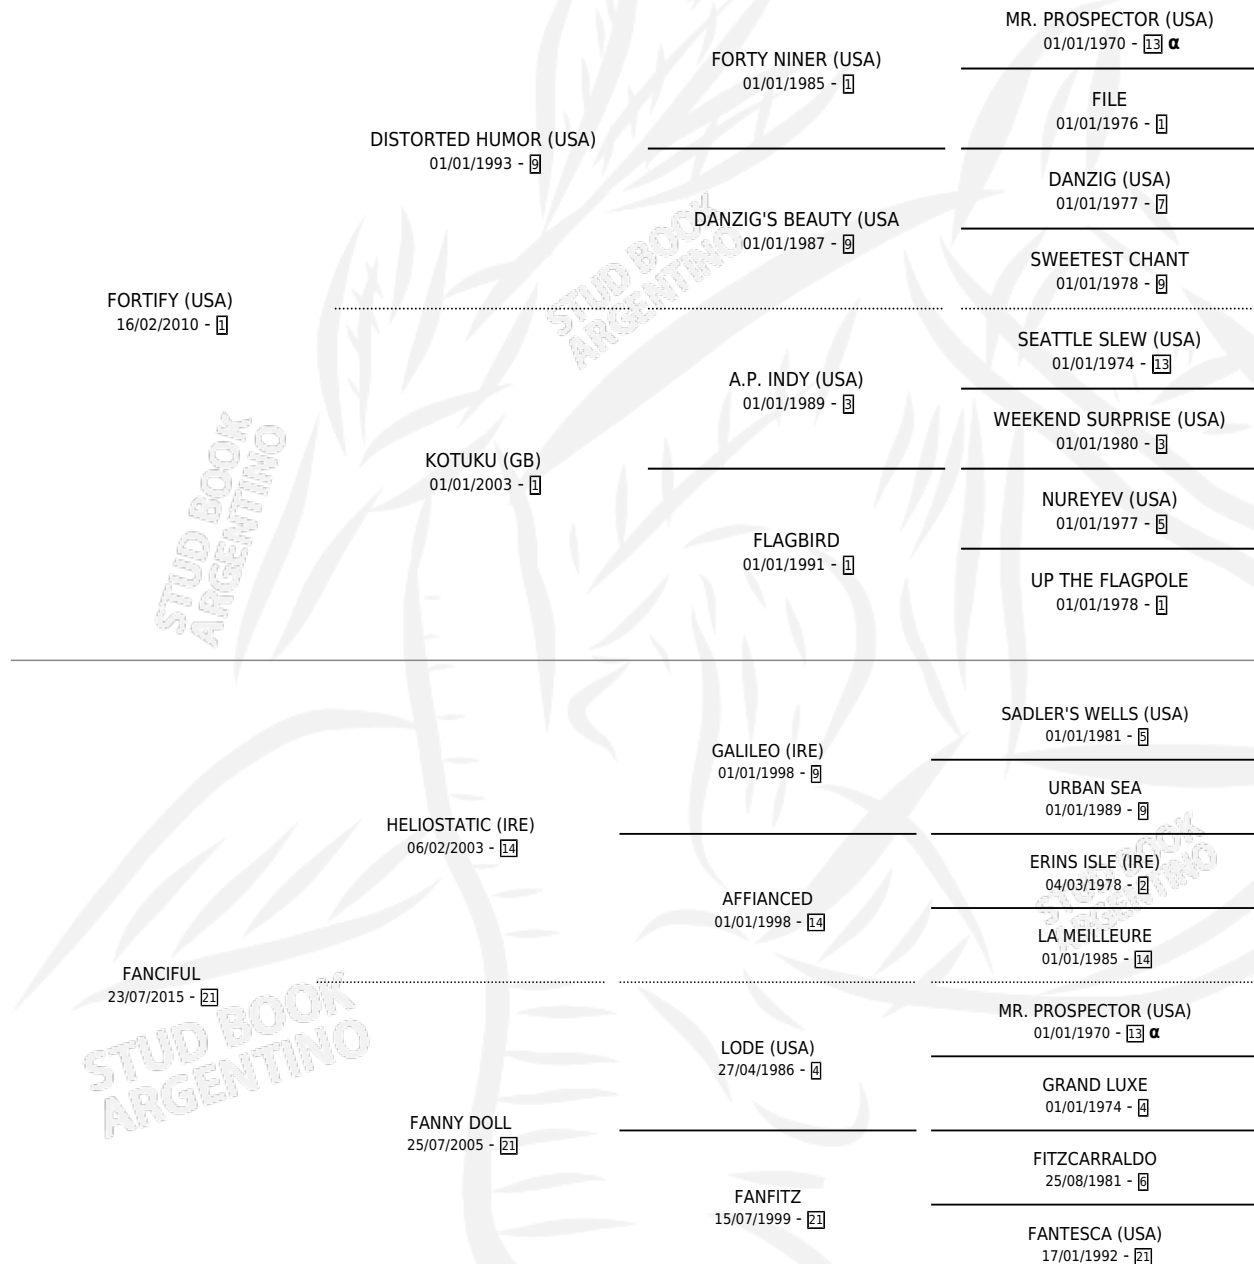 FORTIFY (USA)
16/02/2010 - 1
DISTORTED HUMOR (USA)
01/01/1993 - 9
FORTY NINER (USA)
01/01/1985 - 1
MR. PROSPECTOR (USA)
01/01/1970 - 13 α
FILE
01/01/1976 - 1
DANZIG'S BEAUTY (USA
01/01/1987 - 9
DANZIG (USA)
01/01/1977 - 7
SWEETEST CHANT
01/01/1978 - 9
KOTUKU (GB)
01/01/2003 - 1
A.P. INDY (USA)
01/01/1989 - 3
SEATTLE SLEW (USA)
01/01/1974 - 13
WEEKEND SURPRISE (USA)
01/01/1980 - 3
FLAGBIRD
01/01/1991 - 1
NUREYEV (USA)
01/01/1977 - 5
UP THE FLAGPOLE
01/01/1978 - 1
FANCIFUL
23/07/2015 - 21
HELIOSTATIC (IRE)
06/02/2003 - 14
GALILEO (IRE)
01/01/1998 - 9
SADLER'S WELLS (USA)
01/01/1981 - 5
URBAN SEA
01/01/1989 - 9
AFFIANCED
01/01/1998 - 14
ERINS ISLE (IRE)
04/03/1978 - 2
LA MEILLEURE
01/01/1985 - 14
FANNY DOLL
25/07/2005 - 21
LODE (USA)
27/04/1986 - 4
MR. PROSPECTOR (USA)
01/01/1970 - 13 α
GRAND LUXE
01/01/1974 - 4
FANFITZ
15/07/1999 - 21
FITZCARRALDO
25/08/1981 - 6
FANTESCA (USA)
17/01/1992 - 21
STUD BOOK
ARGENTINO
STUD BOOK
ARGENTINO
STUD BOOK
ARGENTINO
STUD BOOK
ARGENTINO